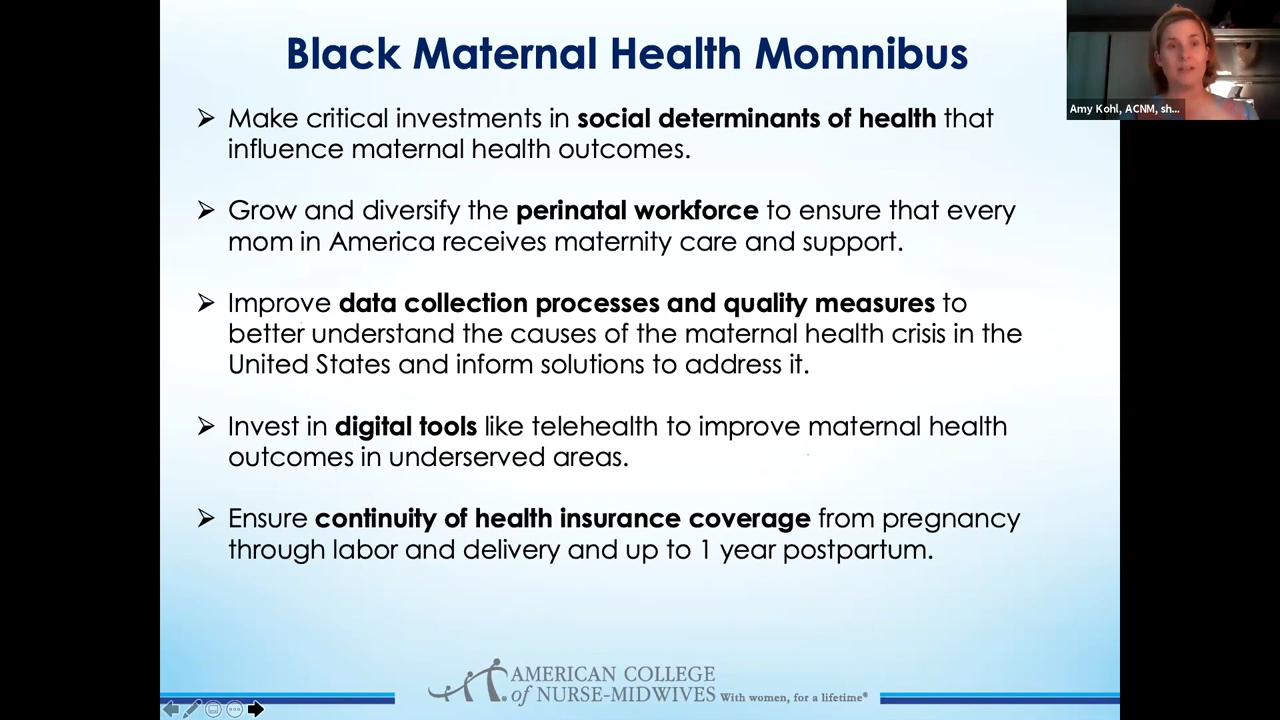 Black Maternal Health Momnibus
Amy Kohl, ACNM, sh...
➢ Make critical investments in social determinants of health that
influence maternal health outcomes.
➢ Grow and diversify the perinatal workforce to ensure that every
mom in America receives maternity care and support.
➢ Improve data collection processes and quality measures to
better understand the causes of the maternal health crisis in the
United States and inform solutions to address it.
➢ Invest in digital tools like telehealth to improve maternal health
outcomes in underserved areas.
➢ Ensure continuity of health insurance coverage from pregnancy
through labor and delivery and up to 1 year postpartum.
AMERICAN COLLEGE
of NURSE-MIDWIVES With women, for a lifetime®